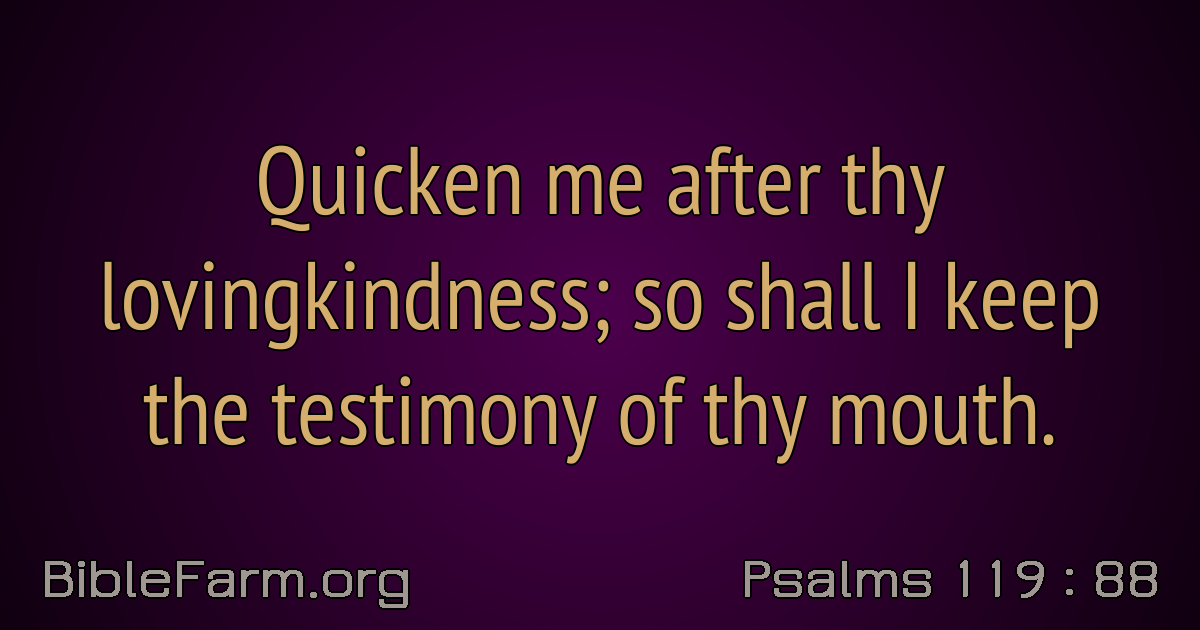 Quicken me after thy
lovingkindness; so shall I keep
the testimony of thy mouth.
BibleFarm.org
Psalms 119 : 88